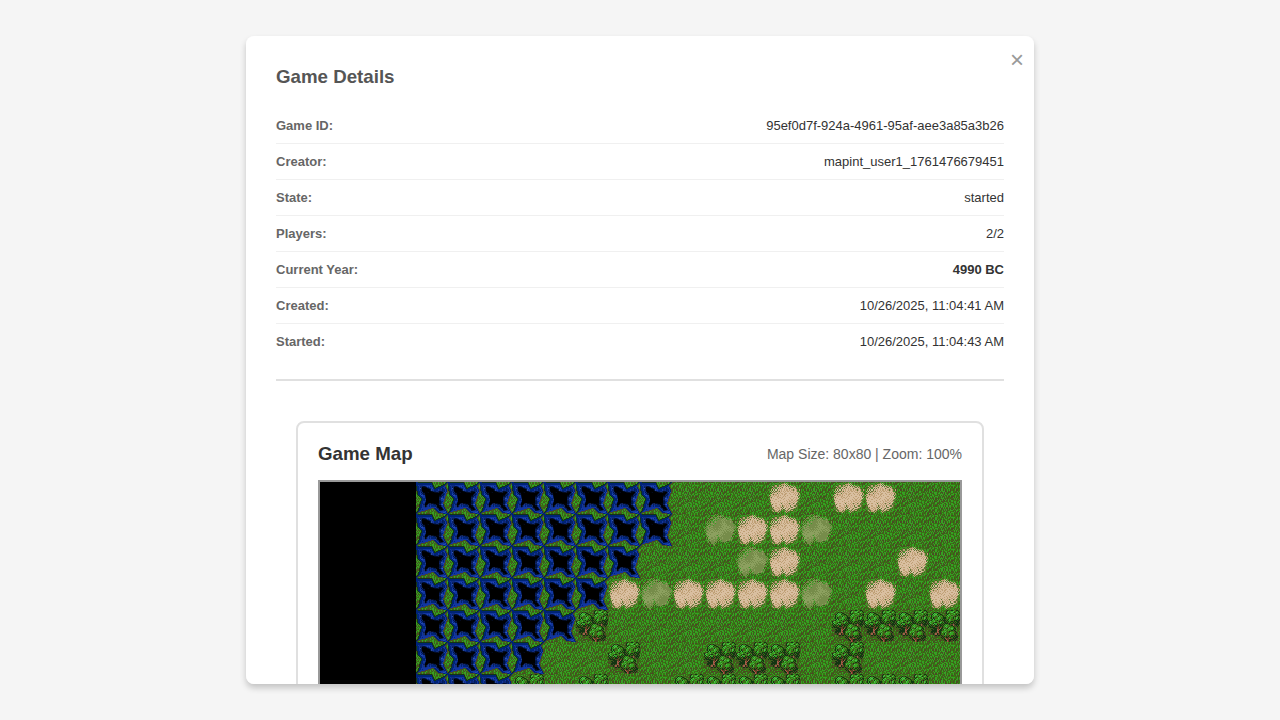 ×
Game Details
Game ID: 95ef0d7f-924a-4961-95af-aee3a85a3b26
Creator: mapint_user1_1761476679451
State: started
Players: 2/2
Current Year: 4990 BC
Created: 10/26/2025, 11:04:41 AM
Started: 10/26/2025, 11:04:43 AM
Game Map Map Size: 80x80 | Zoom: 100%